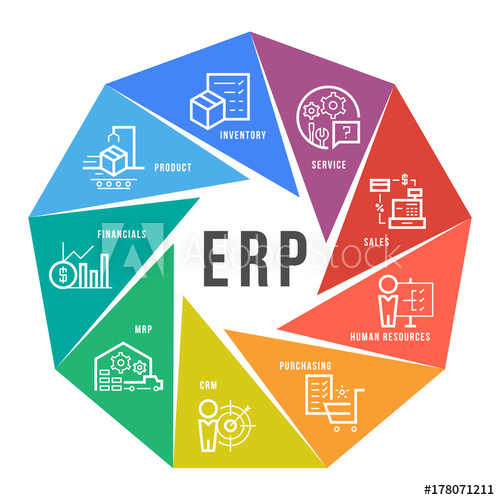 INVENTORY
SERVICE
PRODUCT
SALES
FINANCIALS
ERP
HUMAN RESOURCES
MRP
PURCHASING
CRM
#178071211